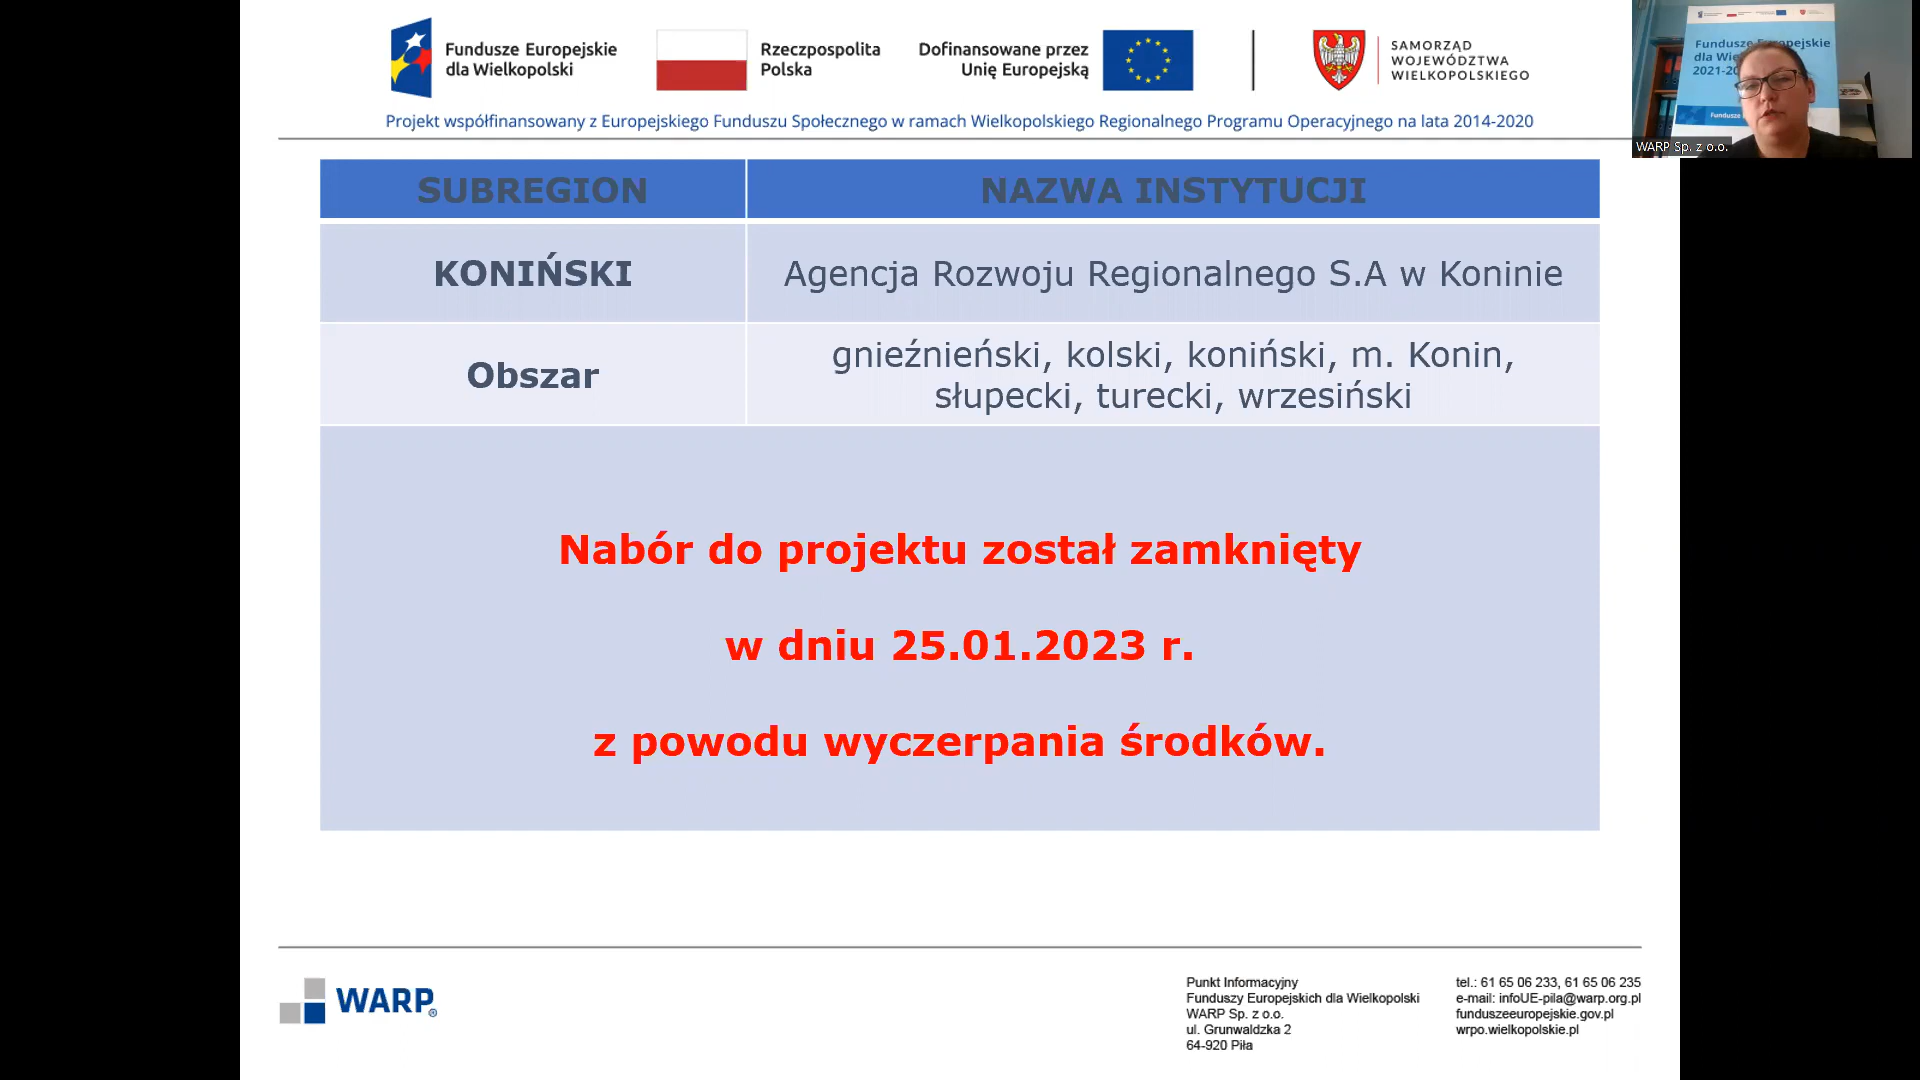 Fundusze Europejskie
dla Wielkopolski
Rzeczpospolita
Polska
Dofinansowane przez
Unię Europejską
SAMORZĄD
WOJEWÓDZTWA
WIELKOPOLSKIEGO
Projekt współfinansowany z Europejskiego Funduszu Społecznego w ramach Wielkopolskiego Regionalnego Programu Operacyjnego na lata 2014-2020
Fundusze Europejskie
WARP Sp. z o.o.
SUBREGION
NAZWA INSTYTUCJI
KONIŃSKI
Agencja Rozwoju Regionalnego S.A w Koninie
Obszar
gnieźnieński, kolski, koniński, m. Konin,
słupecki, turecki, wrzesiński
Nabór do projektu został zamknięty
w dniu 25.01.2023 r.
z powodu wyczerpania środków.
WARP®
Punkt Informacyjny
Funduszy Europejskich dla Wielkopolski
WARP Sp. z o.o.
ul. Grunwaldzka 2
64-920 Piła
tel.: 61 65 06 233, 61 65 06 235
e-mail: infoUE-pila@warp.org.pl
funduszeeuropejskie.gov.pl
wrpo.wielkopolskie.pl